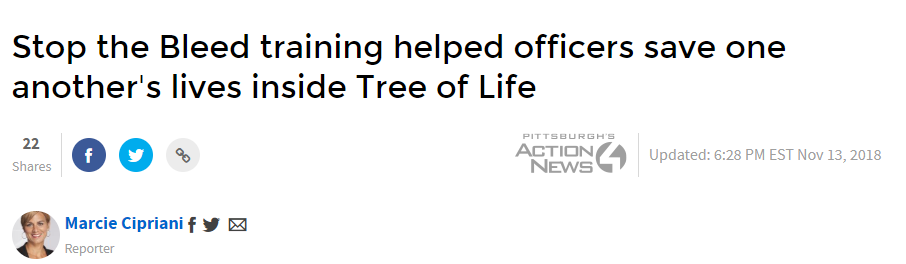 Stop the Bleed training helped officers save one
another's lives inside Tree of Life
22
Shares
PITTSBURGH'S
ACTION
NEWS 4
Updated: 6:28 PM EST Nov 13, 2018
Marcie Cipriani
Reporter